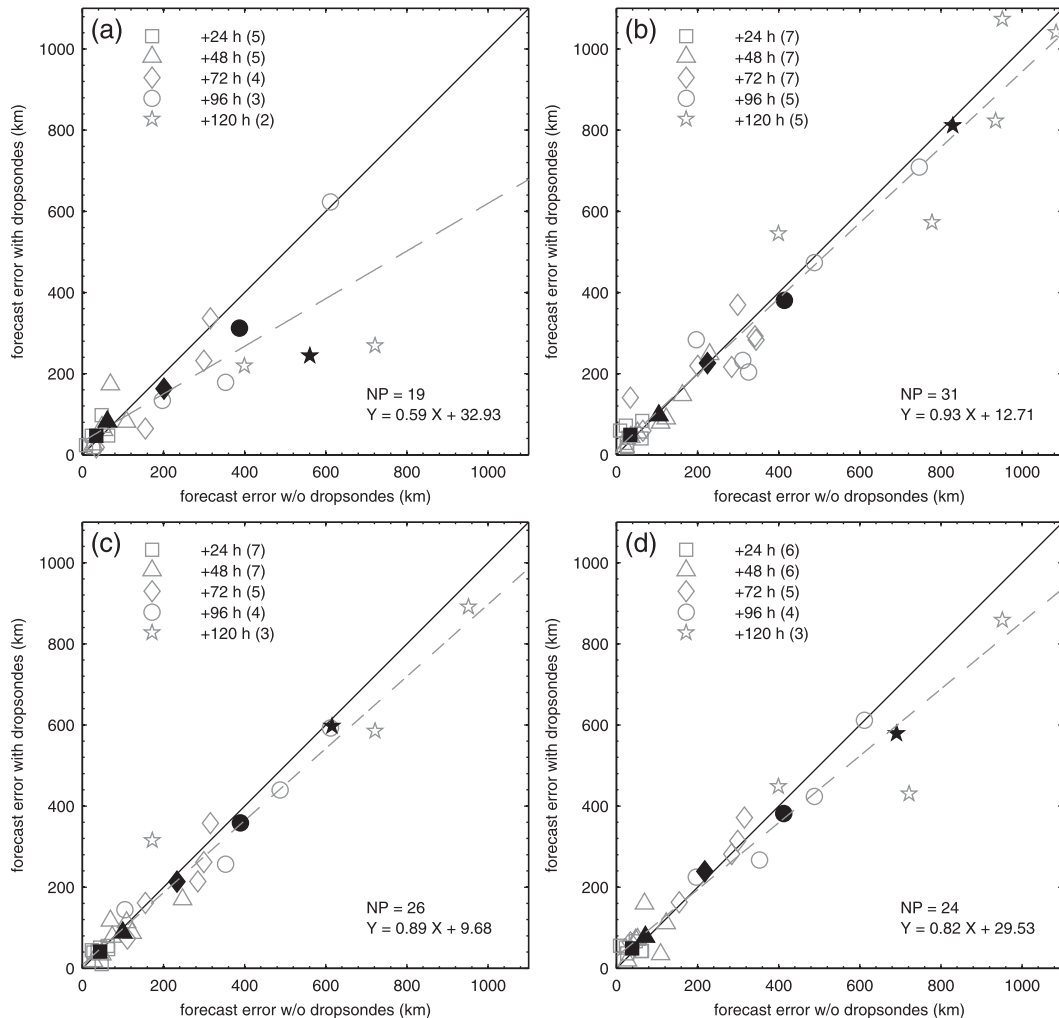 (a)
+24 h (5)
+48 h (5)
+72 h (4)
+96 h (3)
+120 h (2)
NP = 19
Y = 0.59 X + 32.93
1000
800
600
400
200
0
0 200 400 600 800 1000
forecast error with dropsondes (km)
forecast error w/o dropsondes (km)
(b)
+24 h (7)
+48 h (7)
+72 h (7)
+96 h (5)
+120 h (5)
NP = 31
Y = 0.93 X + 12.71
1000
800
600
400
200
0
0 200 400 600 800 1000
forecast error with dropsondes (km)
forecast error w/o dropsondes (km)
(c)
+24 h (7)
+48 h (7)
+72 h (5)
+96 h (4)
+120 h (3)
NP = 26
Y = 0.89 X + 9.68
1000
800
600
400
200
0
0 200 400 600 800 1000
forecast error with dropsondes (km)
forecast error w/o dropsondes (km)
(d)
+24 h (6)
+48 h (6)
+72 h (5)
+96 h (4)
+120 h (3)
NP = 24
Y = 0.82 X + 29.53
1000
800
600
400
200
0
0 200 400 600 800 1000
forecast error with dropsondes (km)
forecast error w/o dropsondes (km)